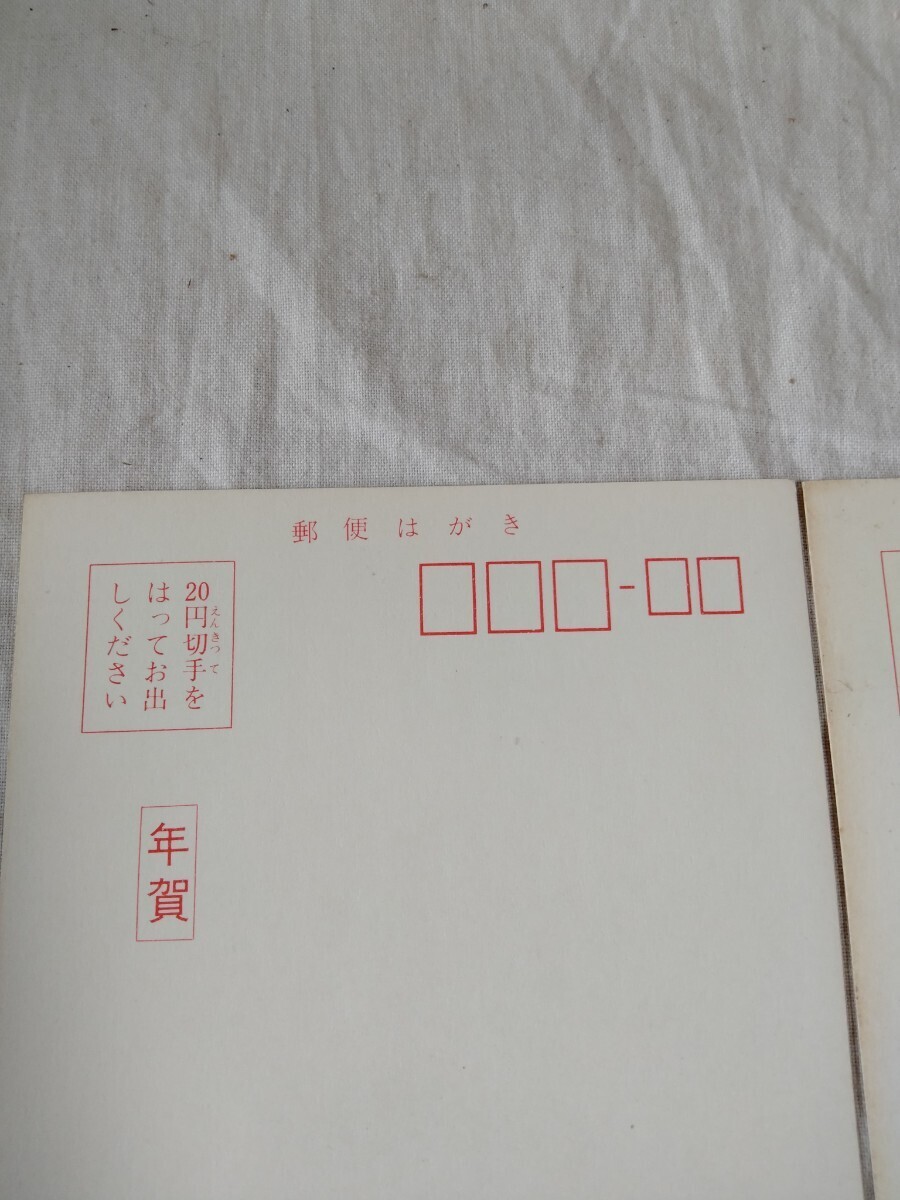 郵便はがき
20円切手を
えんきって
はってお出
しください
年賀